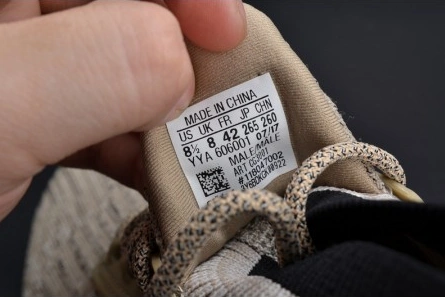 MADE IN CHINA
US UK FR JP CHN
8½ 8 42 265 260
YYA 606001 07/17
MALE/MALE